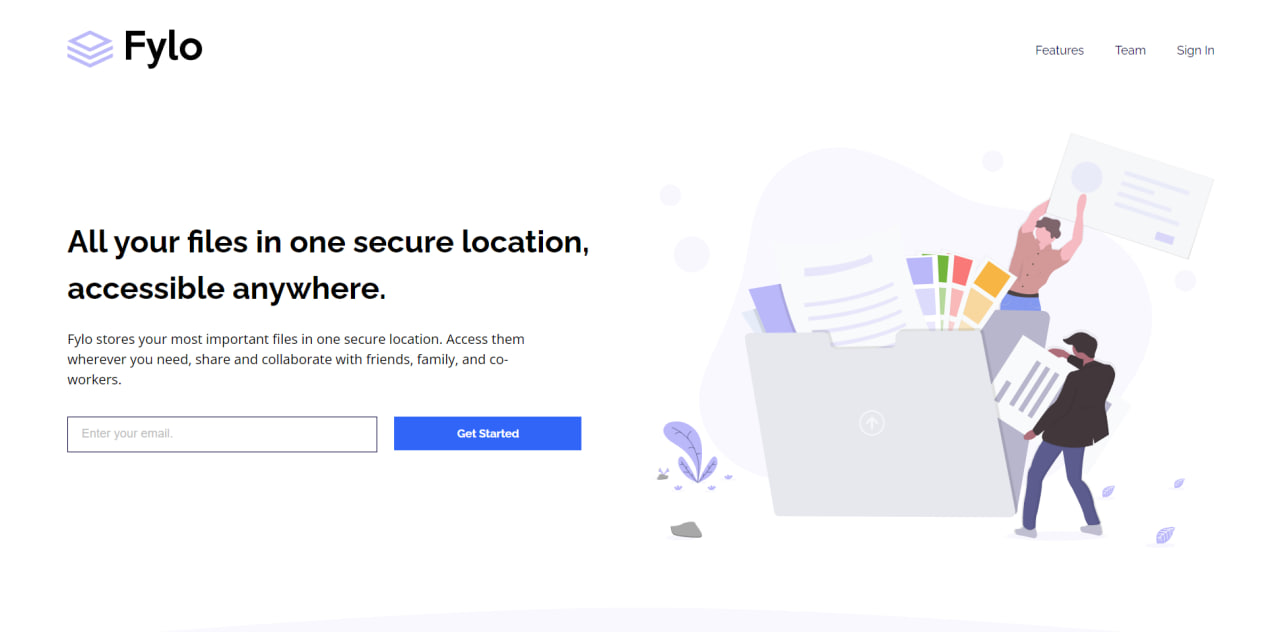 Fylo
Features
Team
Sign In
All your files in one secure location,
accessible anywhere.
Fylo stores your most important files in one secure location. Access them
wherever you need, share and collaborate with friends, family, and co-
workers.
Enter your email.
Get Started